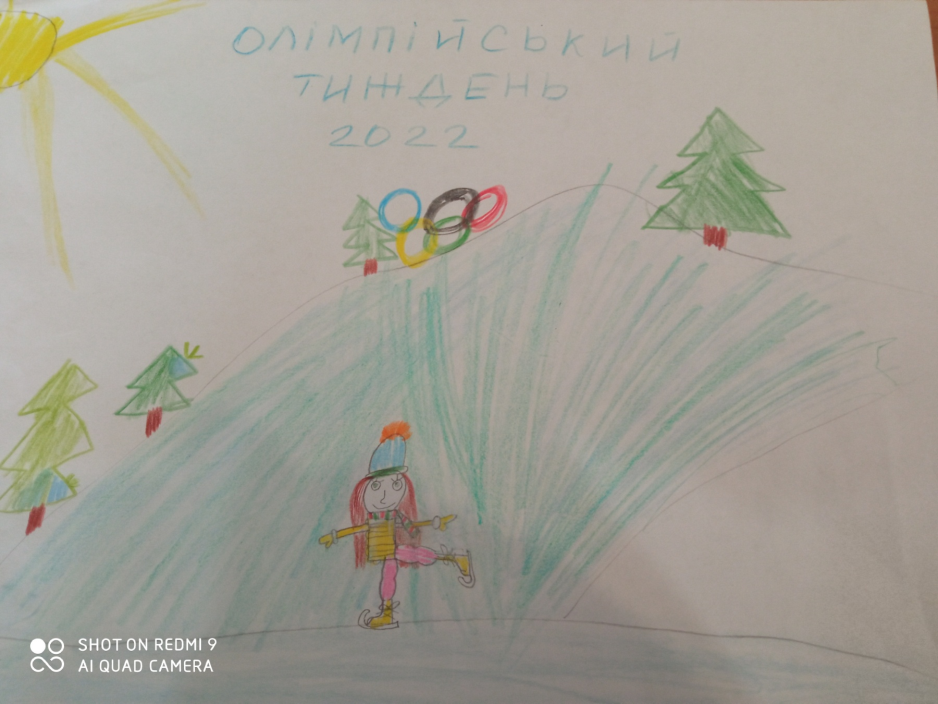 ОЛІМПІЙСЬКИЙ
ТИЖДЕНЬ
2022
SHOT ON REDMI 9
AI QUAD CAMERA